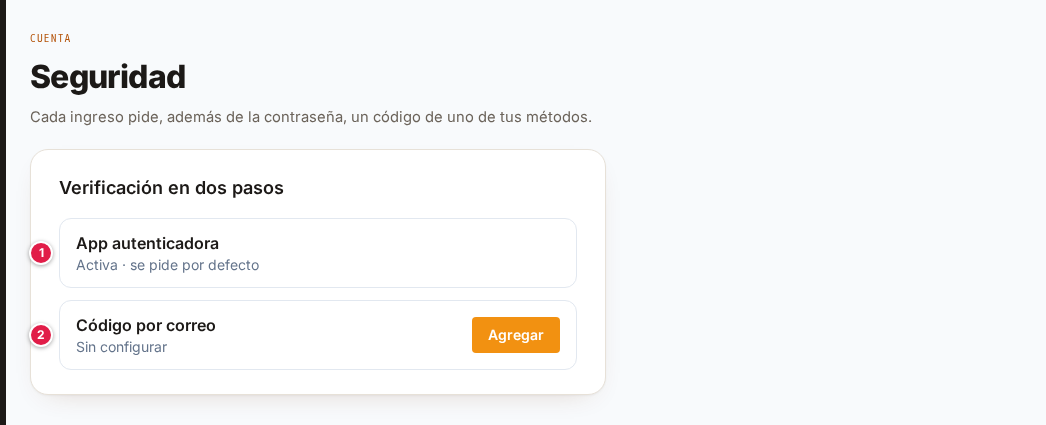 CUENTA
Seguridad
Cada ingreso pide, además de la contraseña, un código de uno de tus métodos.
Verificación en dos pasos
1
App autenticadora
Activa · se pide por defecto
2
Código por correo
Sin configurar
Agregar